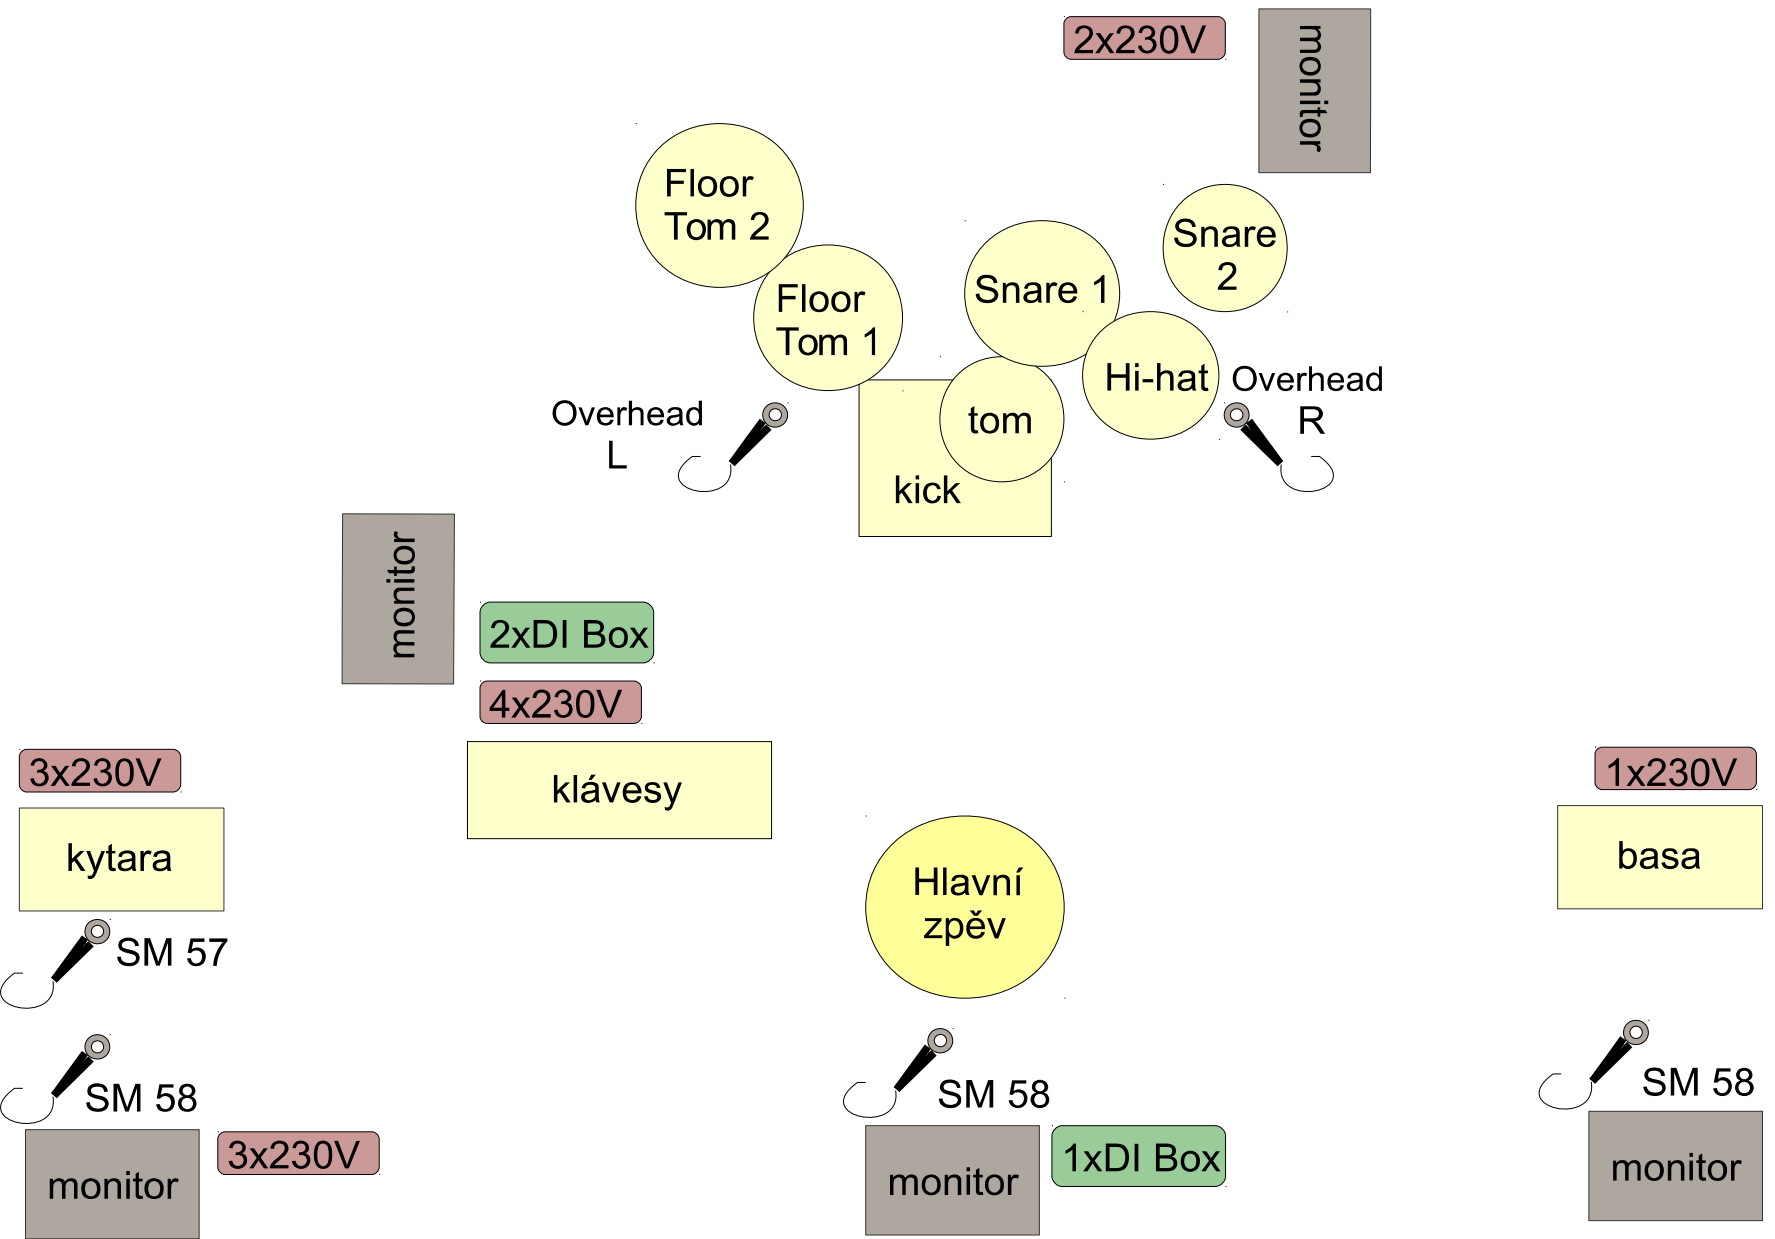 2x230V
monitor
Floor
Tom 2
Snare
2
Snare 1
Floor
Tom 1
Hi-hat
Overhead
R
Overhead
L
tom
kick
monitor
2xDI Box
4x230V
klávesy
3x230V
kytara
1x230V
basa
Hlavní
zpěv
SM 57
SM 58
SM 58
SM 58
monitor
3x230V
monitor
1xDI Box
monitor